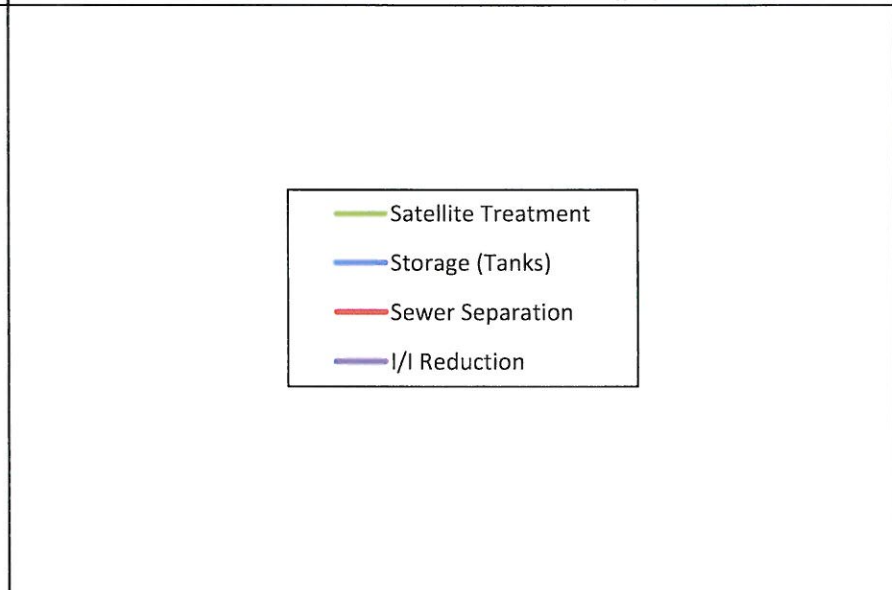 Satellite Treatment
Storage (Tanks)
Sewer Separation
I/I Reduction